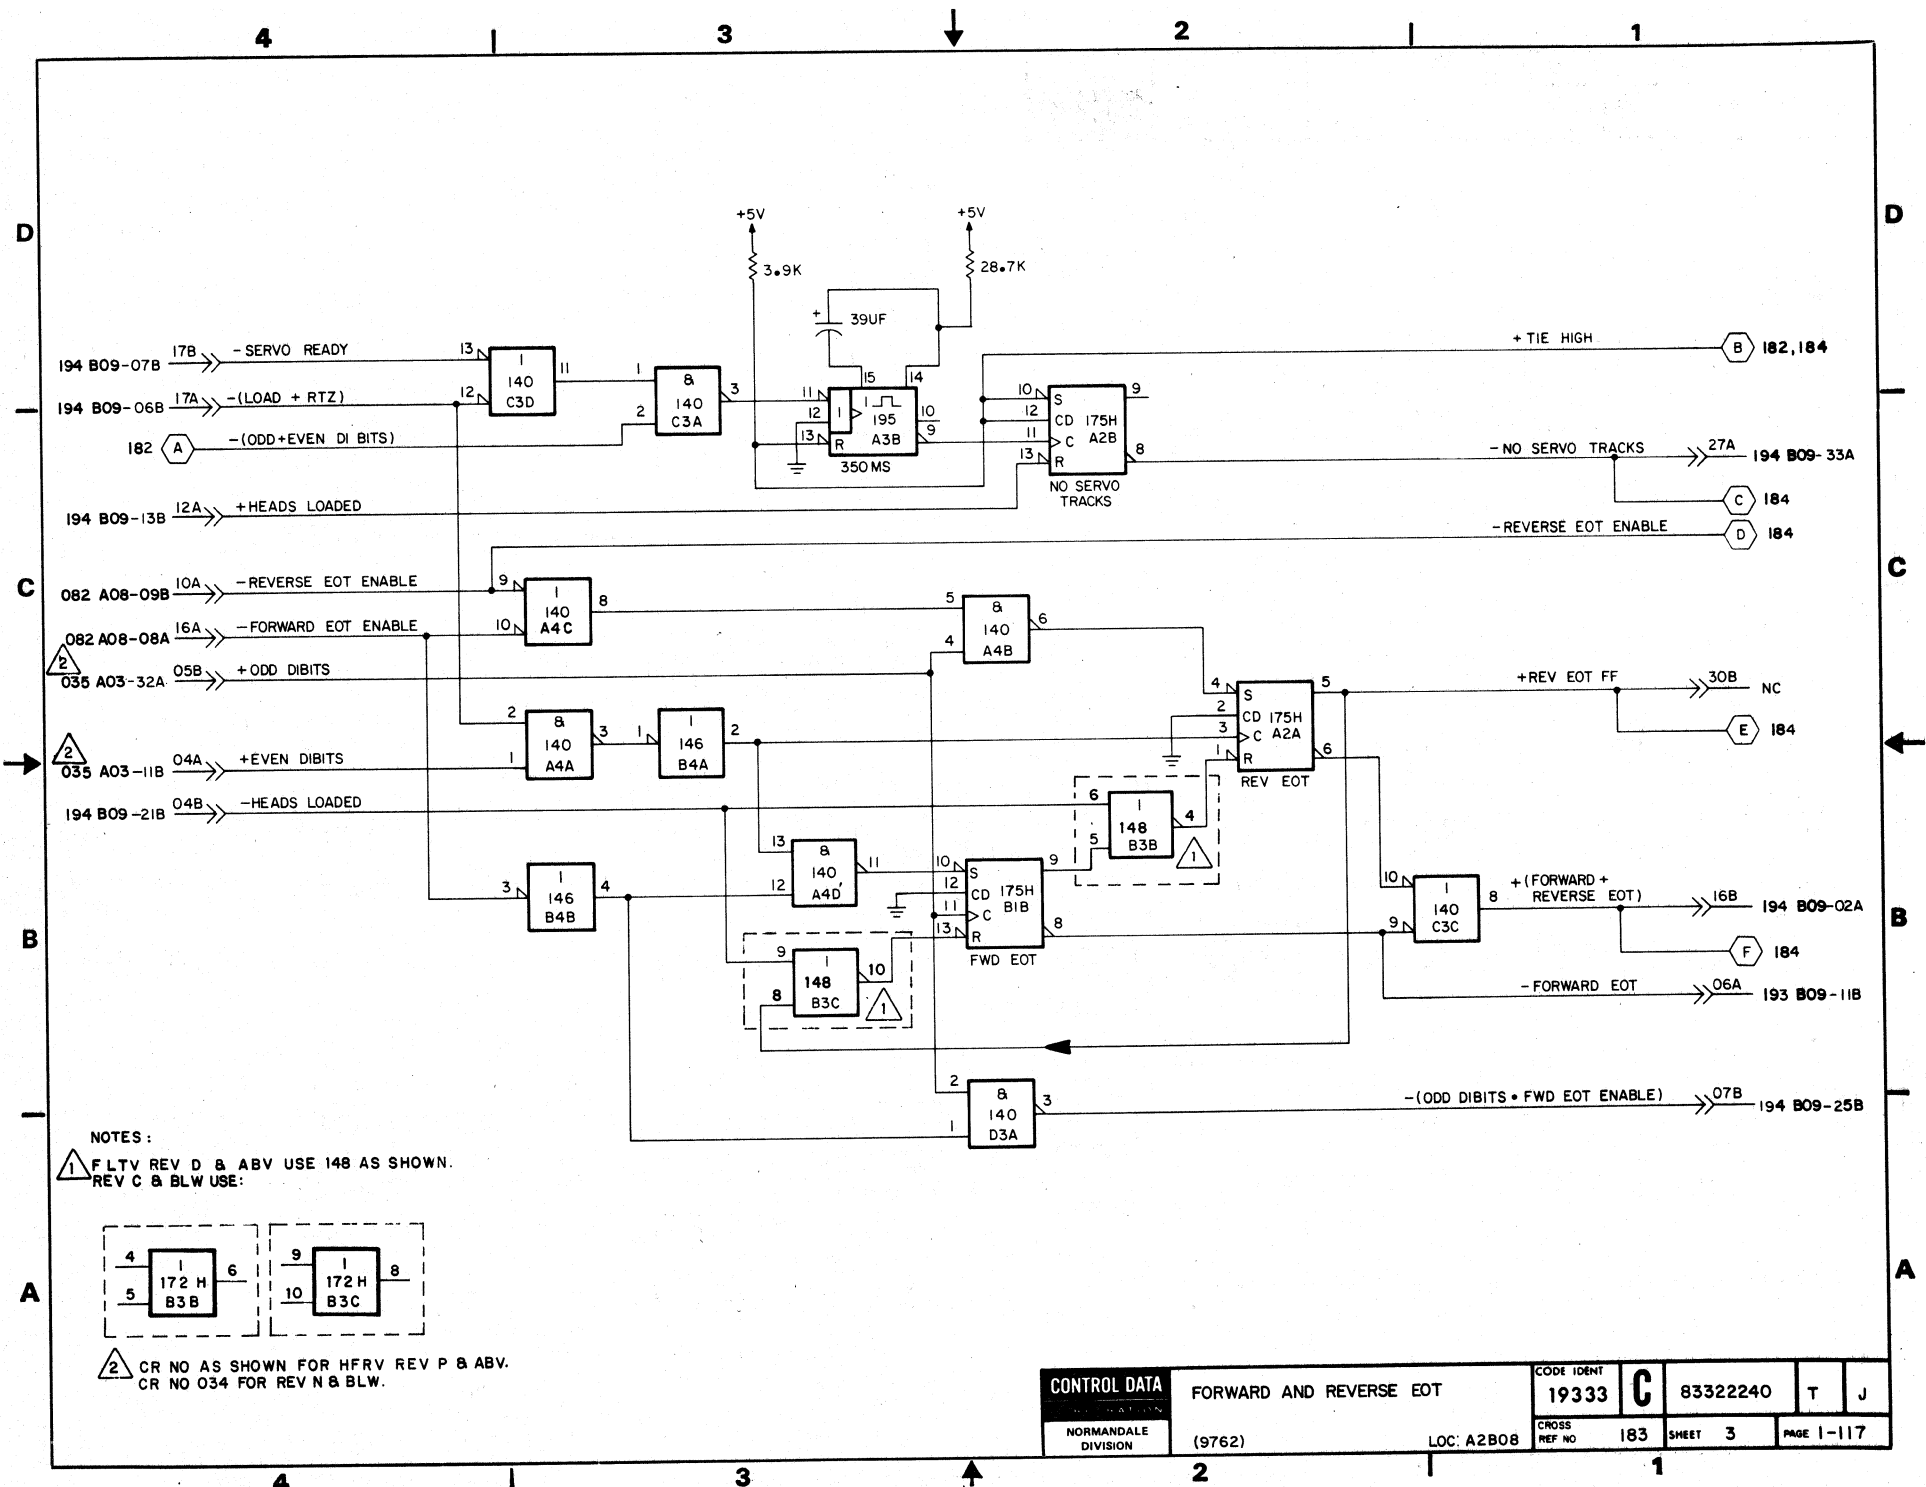 4 3 2 1
D D
+5V +5V
3.9K 28.7K
+ 39UF
194 B09-07B 17B -SERVO READY
13 12 11
1
140
C3D
194 B09-06B 17A -(LOAD + RTZ)
182 A -(ODD+EVEN DI BITS)
1 2 3
&
140
C3A
15 14
11 12 13 10 9
1 1
195
R A3B
350 MS
10 S 9
12 CD 175H
11 C A2B
13 R 8
NO SERVO
TRACKS
+ TIE HIGH B 182,184
-NO SERVO TRACKS 27A 194 B09-33A
C 184
194 B09-13B 12A +HEADS LOADED
-REVERSE EOT ENABLE D 184
C C
082 A08-09B 10A -REVERSE EOT ENABLE
9 10 8
1
140
A4C
082 A08-08A 16A -FORWARD EOT ENABLE
5 4 6
&
140
A4B
2
035 A03-32A 05B +ODD DIBITS
4 S 5
2 CD 175H
3 C A2A
1 R 6
REV EOT
+REV EOT FF 30B NC
E 184
2 1 3
&
140
A4A
1 2
1
146
B4A
2
035 A03-11B 04A +EVEN DIBITS
194 B09-21B 04B -HEADS LOADED
6 5 4
1
148
B3B
1
13 12 11
&
140
A4D
3 4
1
146
B4B
10 S 9
12 CD 175H
11 C B1B
13 R 8
FWD EOT
10 9 8
1
140
C3C
+(FORWARD +
REVERSE EOT) 16B 194 B09-02A
F 184
B B
9 8 10
1
148
B3C
1
-FORWARD EOT 06A 193 B09-11B
2 1 3
&
140
D3A
-(ODD DIBITS • FWD EOT ENABLE) 07B 194 B09-25B
NOTES:
1 FLTV REV D & ABV USE 148 AS SHOWN.
REV C & BLW USE:
4 5 6
1
172 H
B3B
9 10 8
1
172 H
B3C
A A
2 CR NO AS SHOWN FOR HFRV REV P & ABV.
CR NO 034 FOR REV N & BLW.
CONTROL DATA
NORMANDALE
DIVISION
FORWARD AND REVERSE EOT
(9762) LOC: A2B08
CODE IDENT
19333 C 83322240 T J
CROSS
REF NO 183 SHEET 3 PAGE 1-117
4 3 2 1